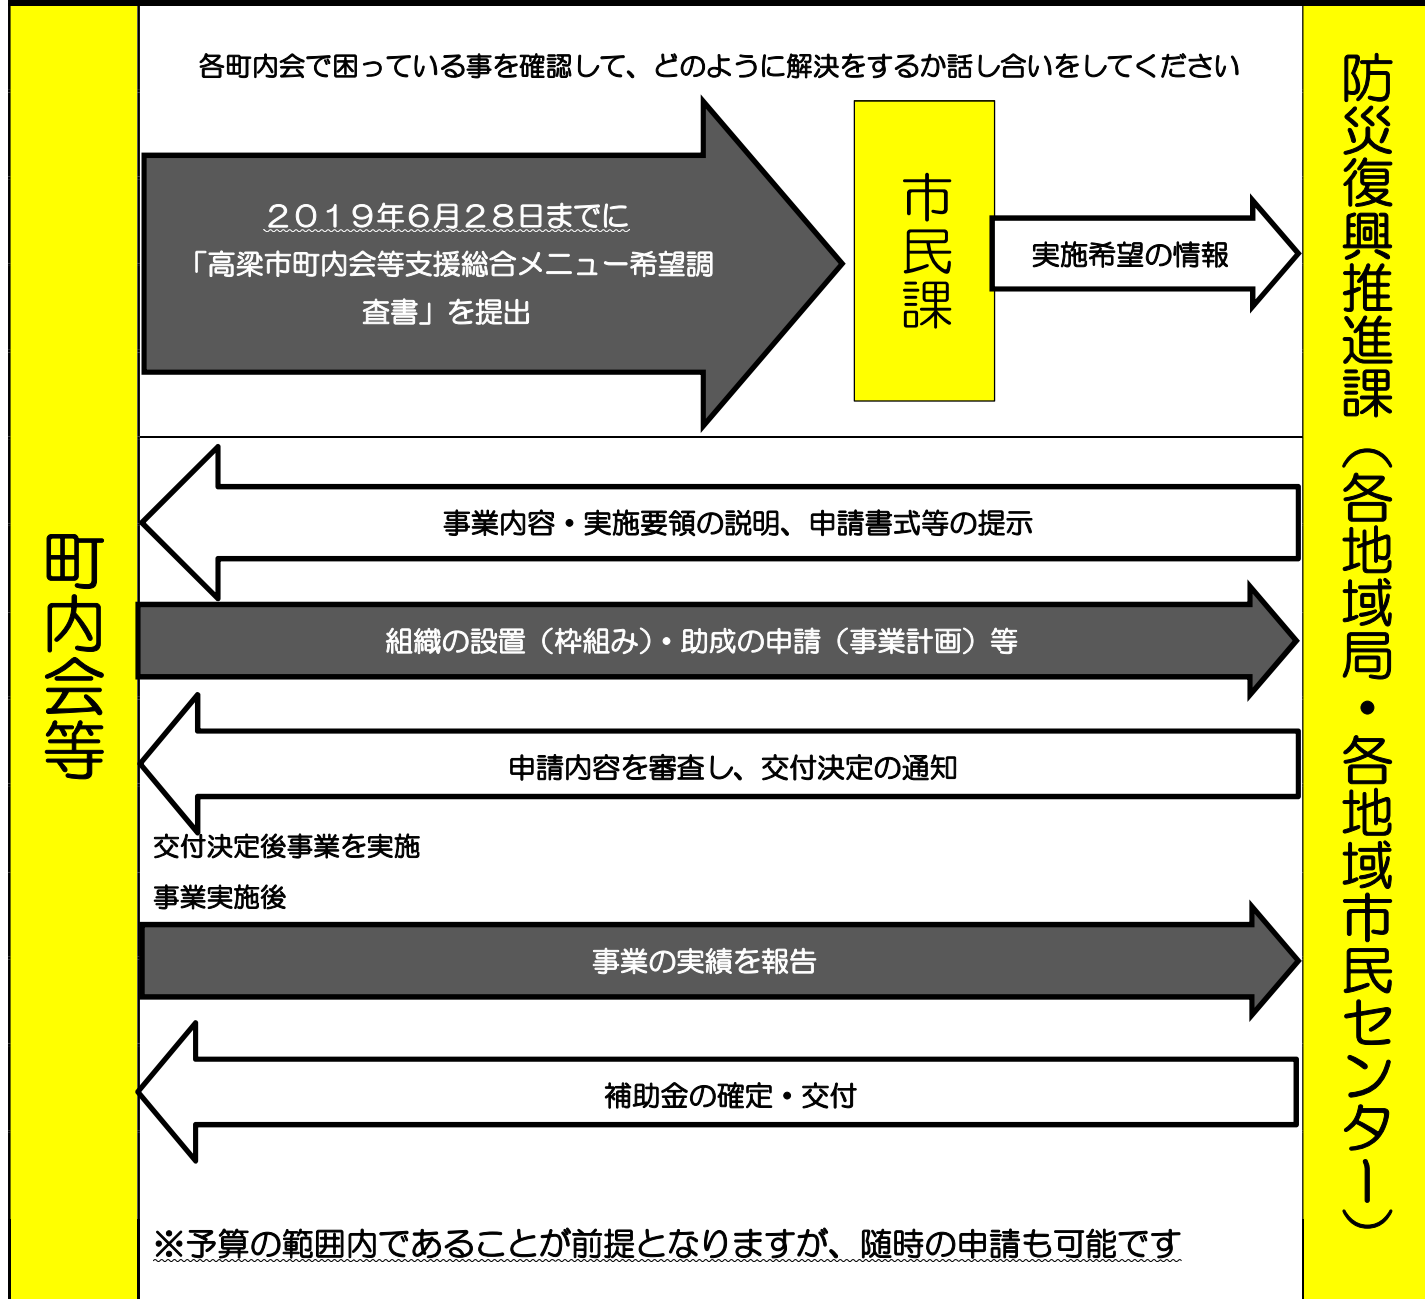 各町内会で困っている事を確認して、どのように解決をするか話し合いをしてください
２０１９年６月２８日までに
「高梁市町内会等支援総合メニュー希望調
査書」を提出
市民課
実施希望の情報
防災復興推進課（各地域局・各地域市民センター）
町内会等
事業内容・実施要領の説明、申請書式等の提示
組織の設置（枠組み）・助成の申請（事業計画）等
申請内容を審査し、交付決定の通知
交付決定後事業を実施
事業実施後
事業の実績を報告
補助金の確定・交付
※予算の範囲内であることが前提となりますが、随時の申請も可能です